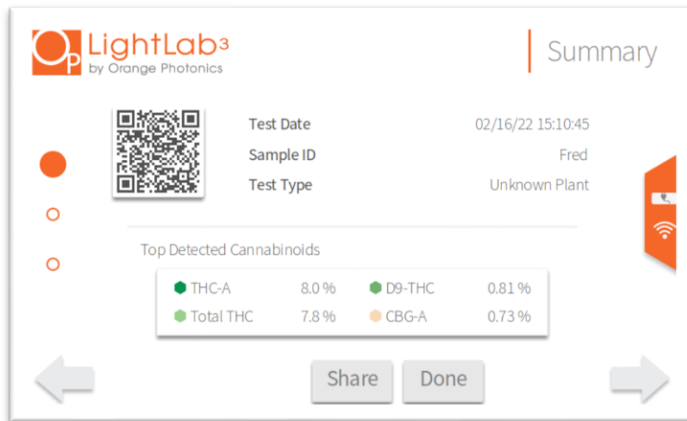 Op LightLab3
by Orange Photonics
Summary
Test Date 02/16/22 15:10:45
Sample ID Fred
Test Type Unknown Plant
Top Detected Cannabinoids
THC-A 8.0 % D9-THC 0.81 %
Total THC 7.8 % CBG-A 0.73 %
Share Done